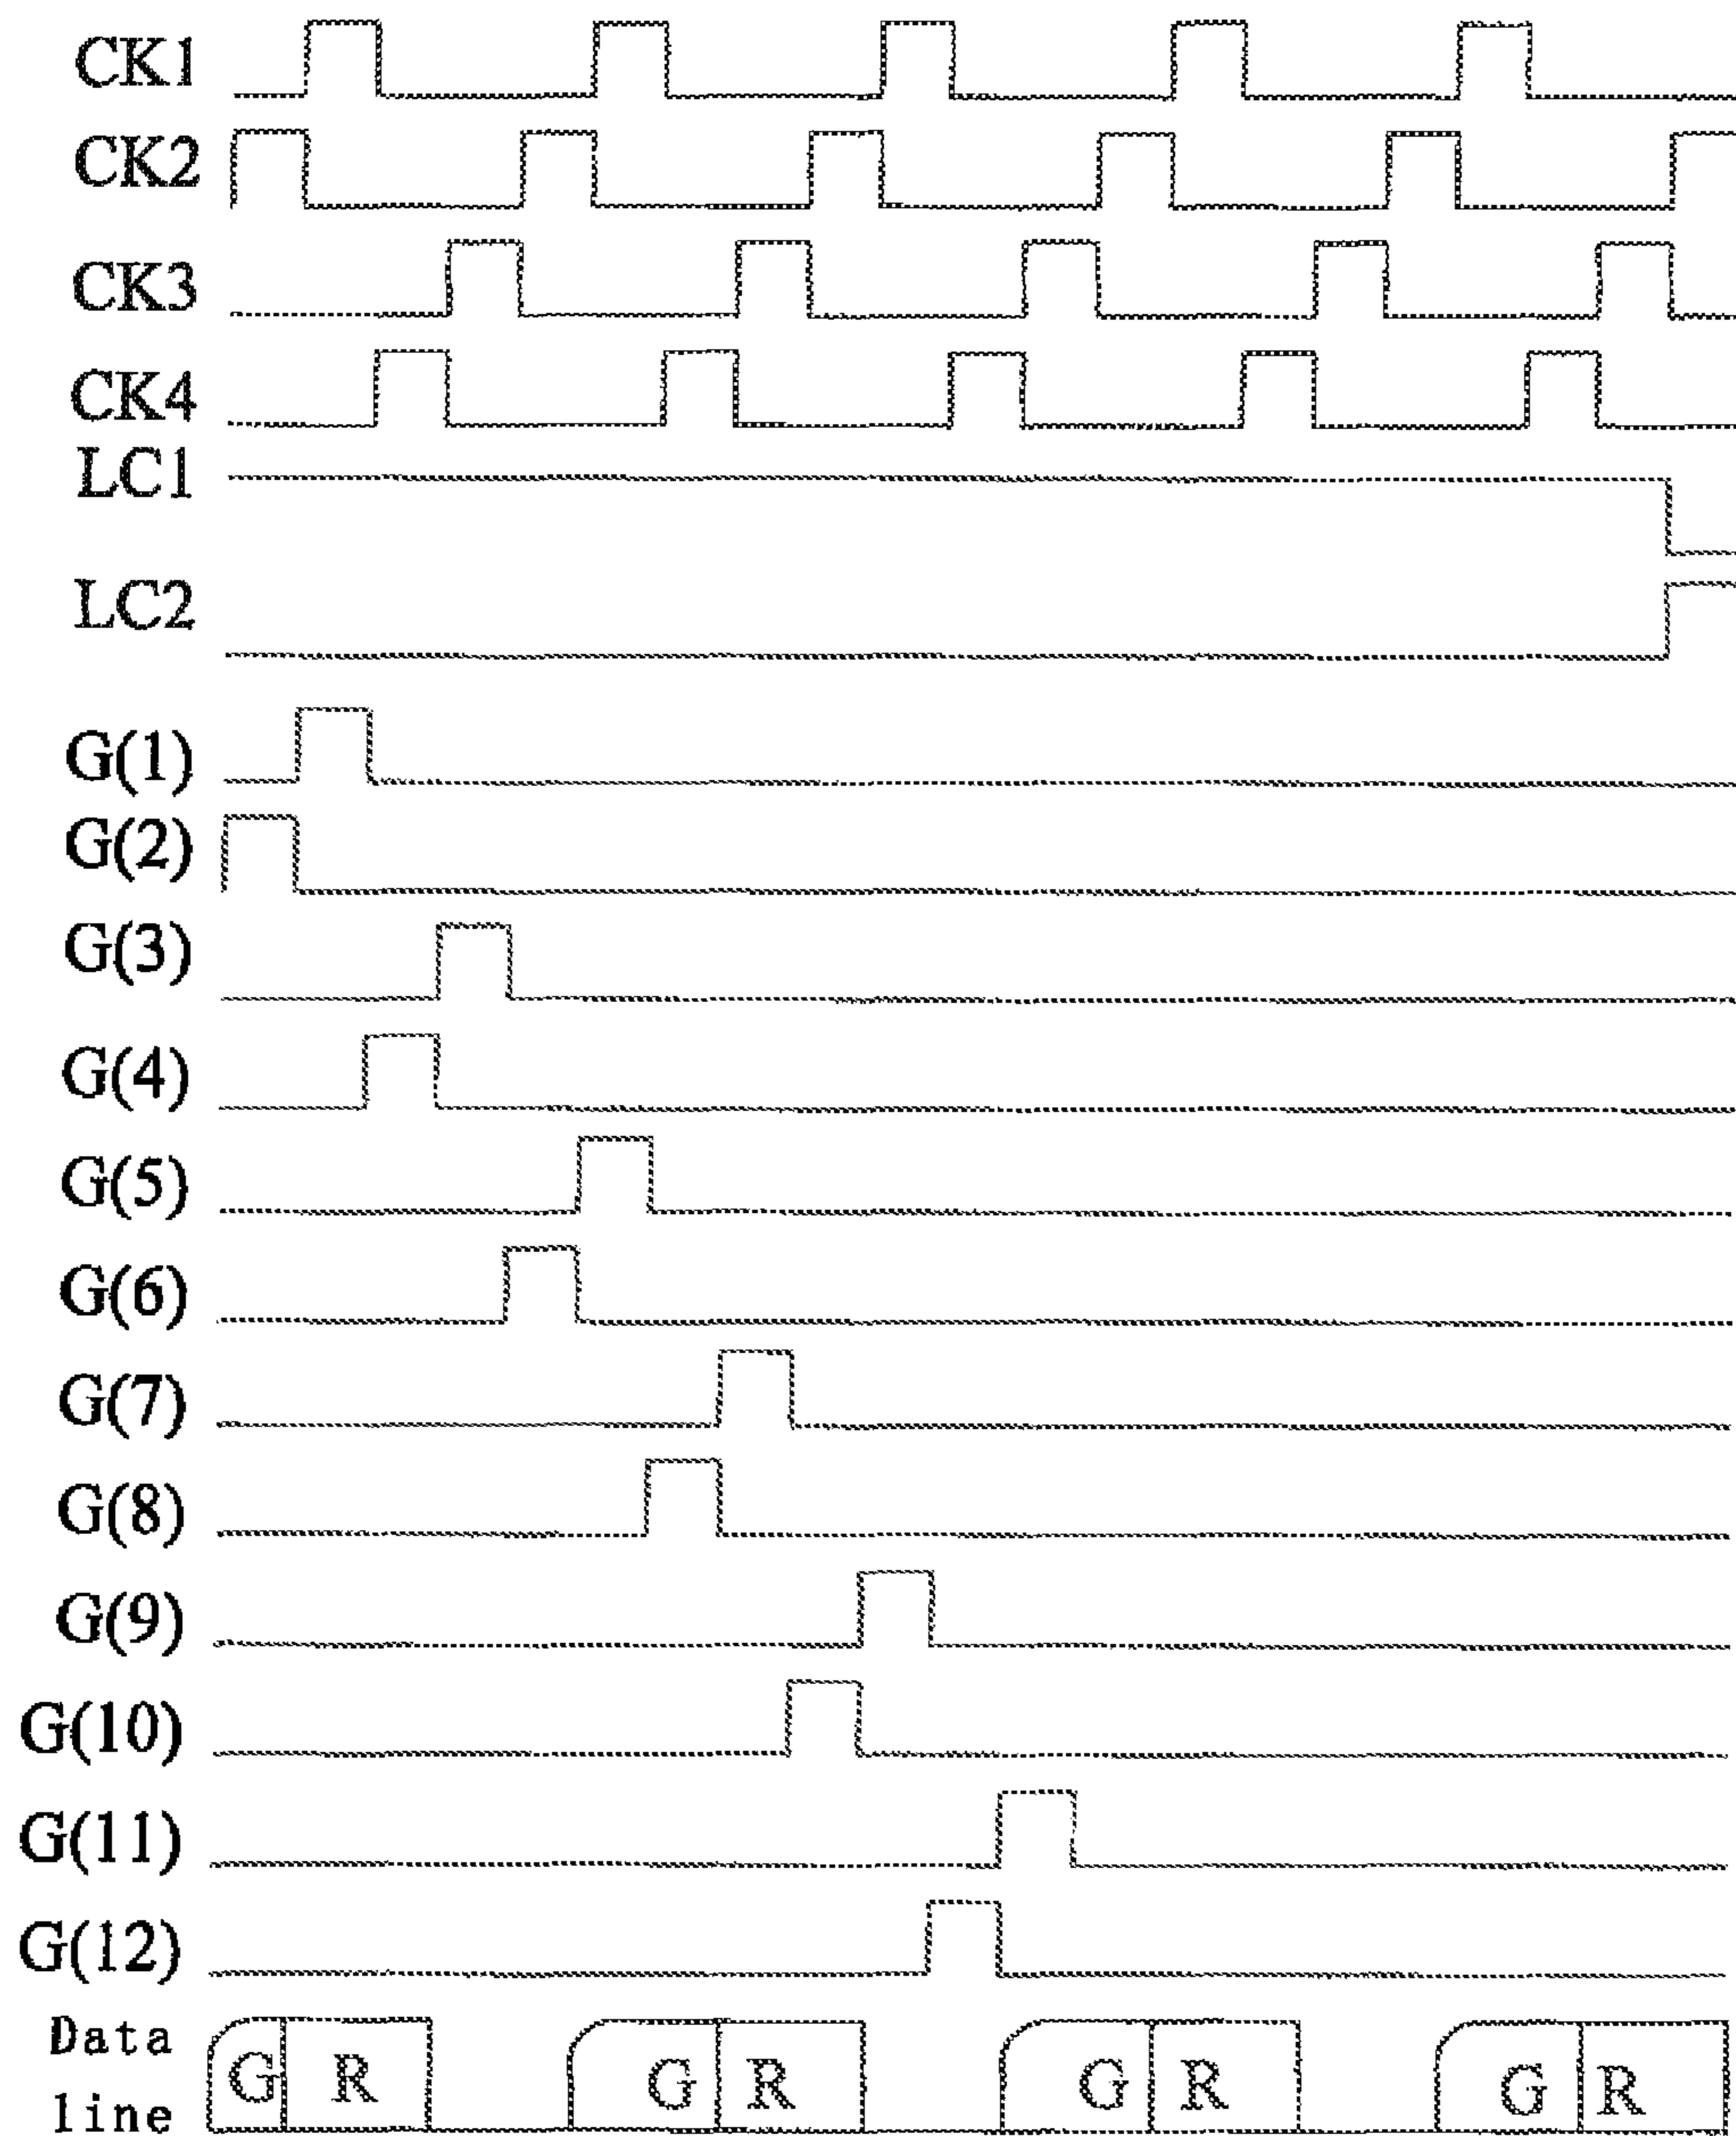 CK1
CK2
CK3
CK4
LC1
LC2
G(1)
G(2)
G(3)
G(4)
G(5)
G(6)
G(7)
G(8)
G(9)
G(10)
G(11)
G(12)
Data
line
G R G R G R G R